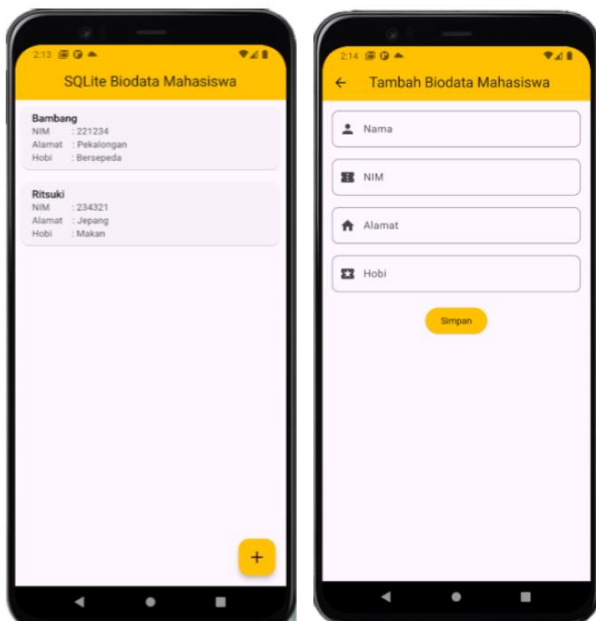 2:13
SQLite Biodata Mahasiswa
Bambang
NIM : 221234
Alamat : Pekalongan
Hobi : Bersepeda
Ritsuki
NIM : 234321
Alamat : Jepang
Hobi : Makan
+
2:14
Tambah Biodata Mahasiswa
Nama
NIM
Alamat
Hobi
Simpan